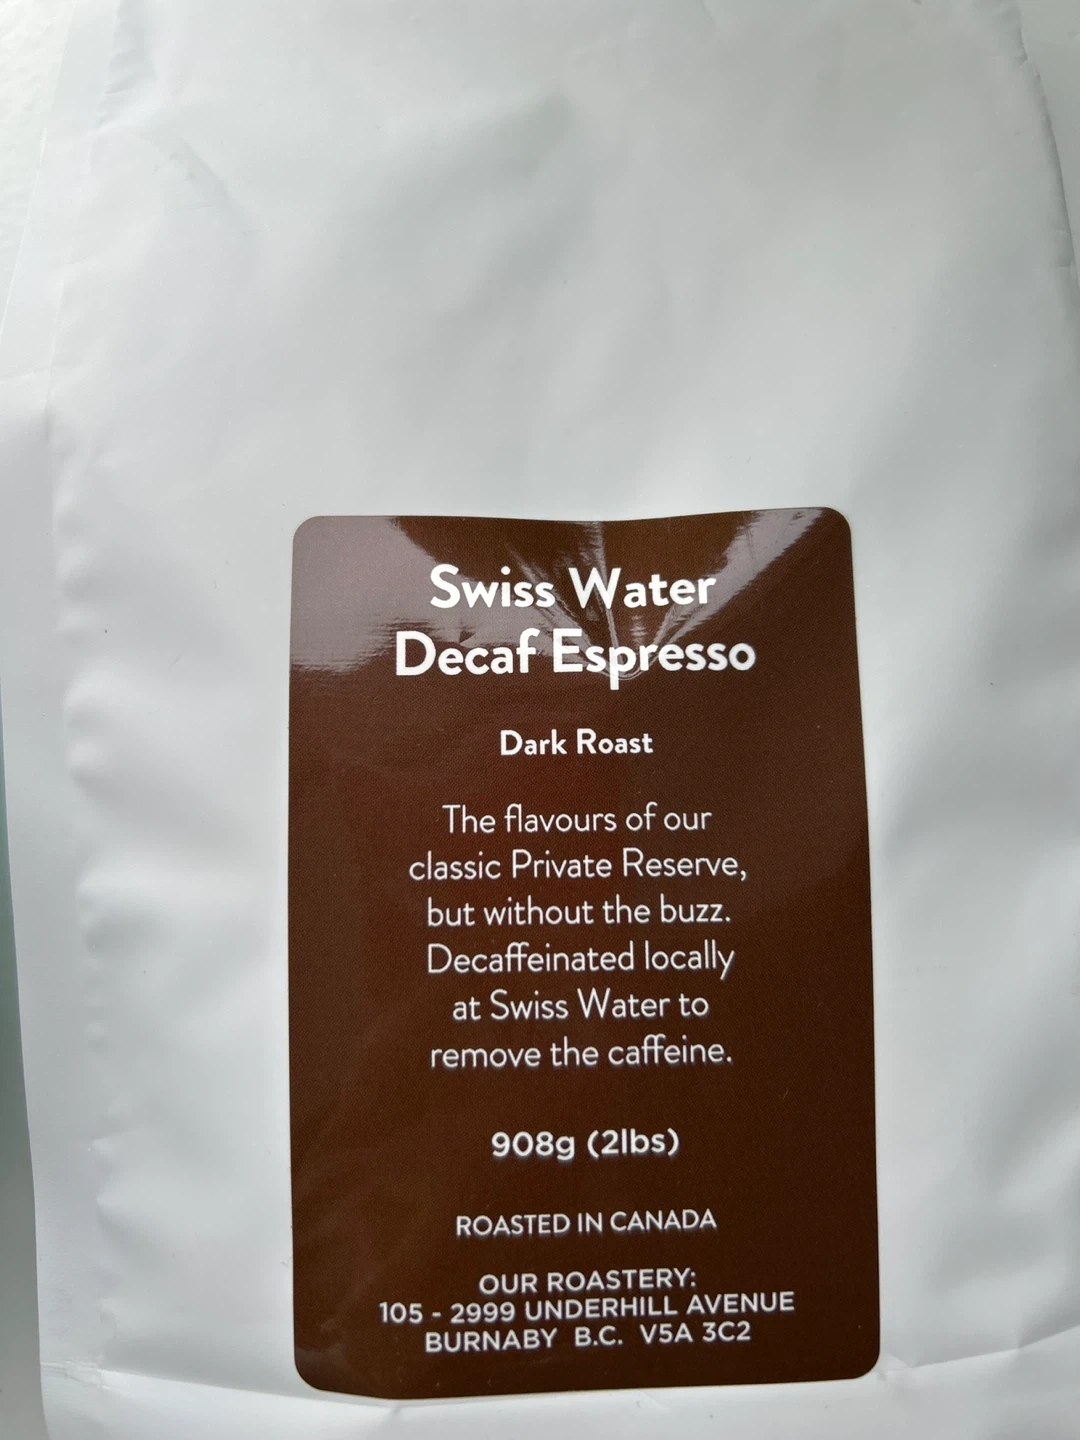 Swiss Water
Decaf Espresso
Dark Roast
The flavours of our
classic Private Reserve,
but without the buzz.
Decaffeinated locally
at Swiss Water to
remove the caffeine.
908g (2lbs)
ROASTED IN CANADA
OUR ROASTERY:
105 - 2999 UNDERHILL AVENUE
BURNABY B.C. V5A 3C2